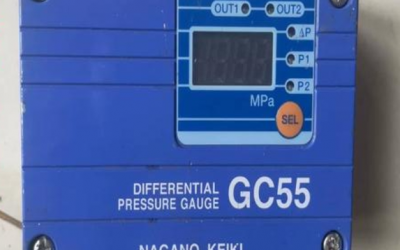 OUT1 OUT2
ΔP
P1
P2
MPa
SEL
DIFFERENTIAL
PRESSURE GAUGE GC55
NAGANO KEIKI